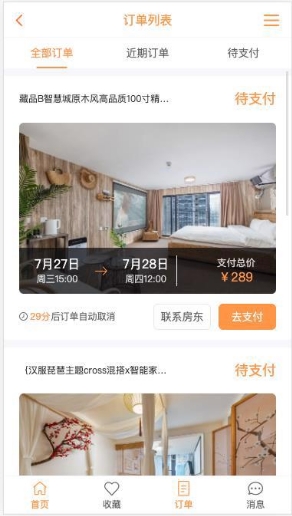 订单列表
全部订单 近期订单 待支付
藏品B智慧城原木风高品质100寸精... 待支付
7月27日 7月28日 支付总价
周三15:00 周四12:00 ￥289
29分后订单自动取消 联系房东 去支付
{汉服琵琶主题cross混搭x智能家... 待支付
首页 收藏 订单 消息